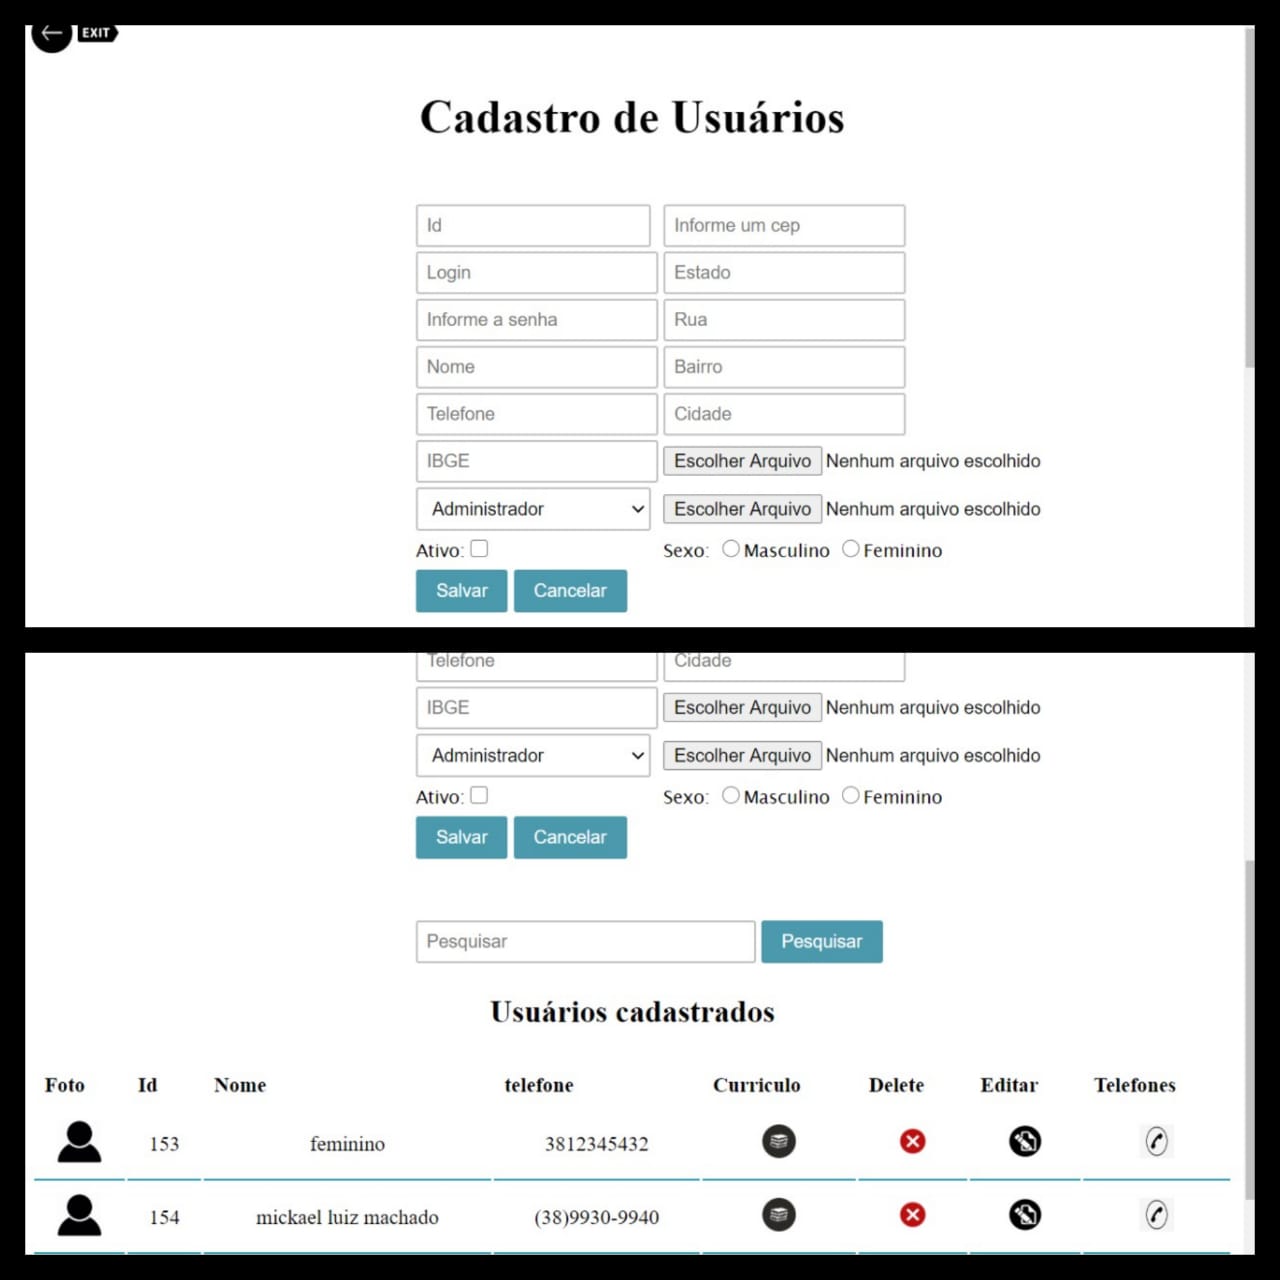 EXIT
Cadastro de Usuários
Id Informe um cep
Login Estado
Informe a senha Rua
Nome Bairro
Telefone Cidade
IBGE Escolher Arquivo Nenhum arquivo escolhido
Administrador Escolher Arquivo Nenhum arquivo escolhido
Ativo: Sexo: Masculino Feminino
Salvar Cancelar
Telefone Cidade
IBGE Escolher Arquivo Nenhum arquivo escolhido
Administrador Escolher Arquivo Nenhum arquivo escolhido
Ativo: Sexo: Masculino Feminino
Salvar Cancelar
Pesquisar Pesquisar
Usuários cadastrados
Foto Id Nome telefone Curriculo Delete Editar Telefones
153 feminino 3812345432
154 mickael luiz machado (38)9930-9940